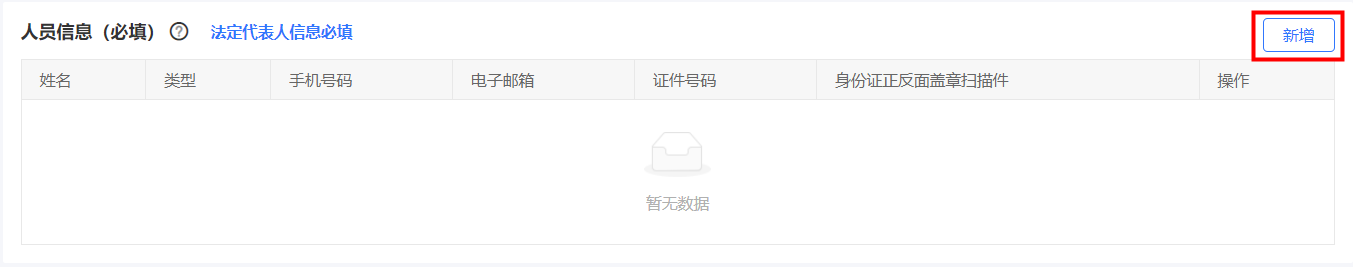 人员信息（必填） ? 法定代表人信息必填 新增
姓名 类型 手机号码 电子邮箱 证件号码 身份证正反面盖章扫描件 操作
暂无数据